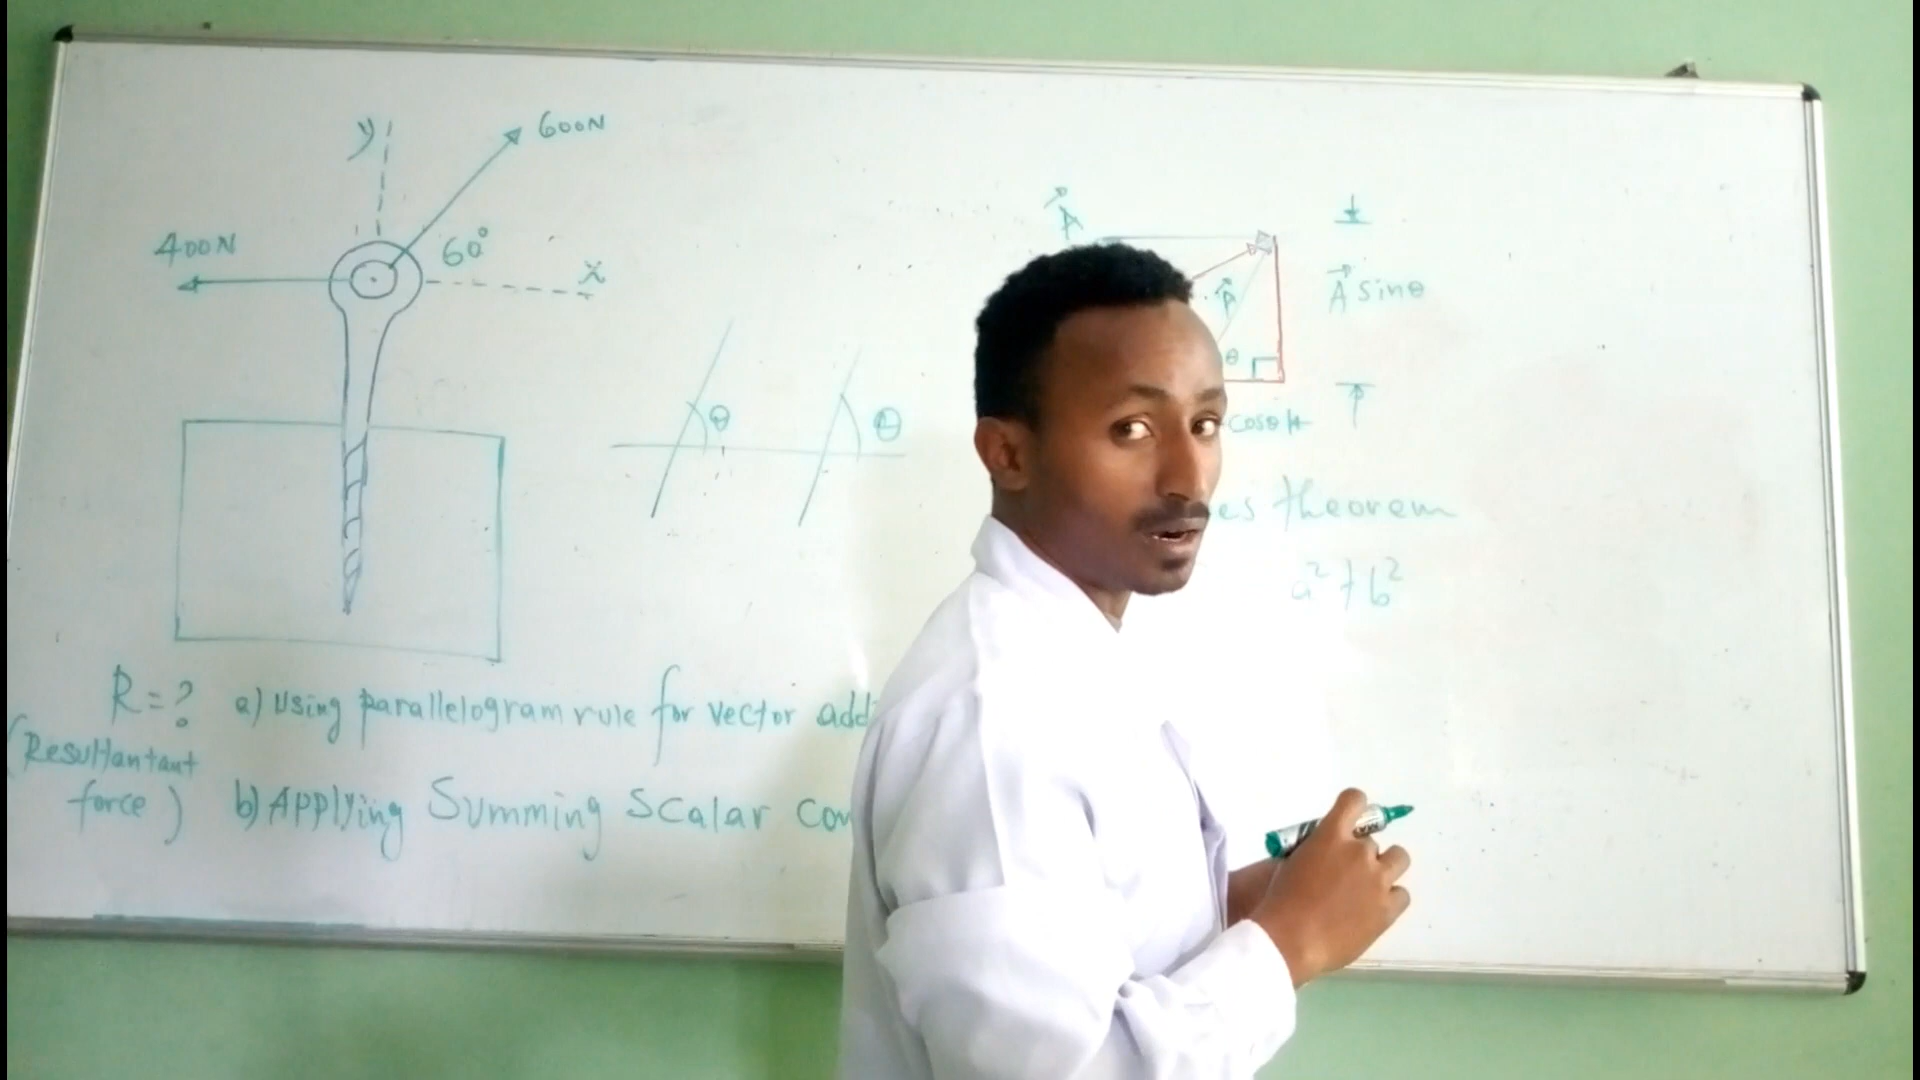 y
600N
400N
60°
x
θ
θ
A
A
A sinθ
θ
cosθ
theorem
a² + b²
R = ? a) Using parallelogram rule for vector
(Resultantant
force) b) Applying Summing Scalar